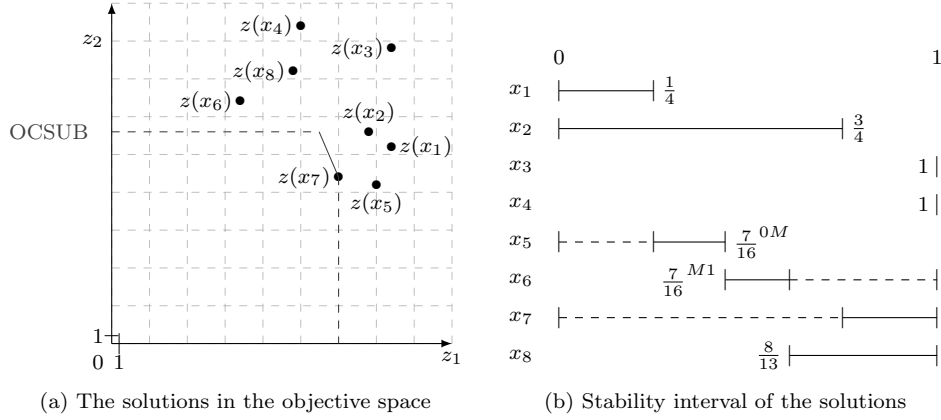 z₂
z(x₄)
z(x₃)
z(x₈)
z(x₆)
z(x₂)
OCSUB
z(x₁)
z(x₇)
z(x₅)
1
0 1
z₁
(a) The solutions in the objective space
0 1
x₁ 1/4
x₂ 3/4
x₃ 1
x₄ 1
x₅ 7/16 0M
x₆ 7/16 M1
x₇
x₈ 8/13
(b) Stability interval of the solutions